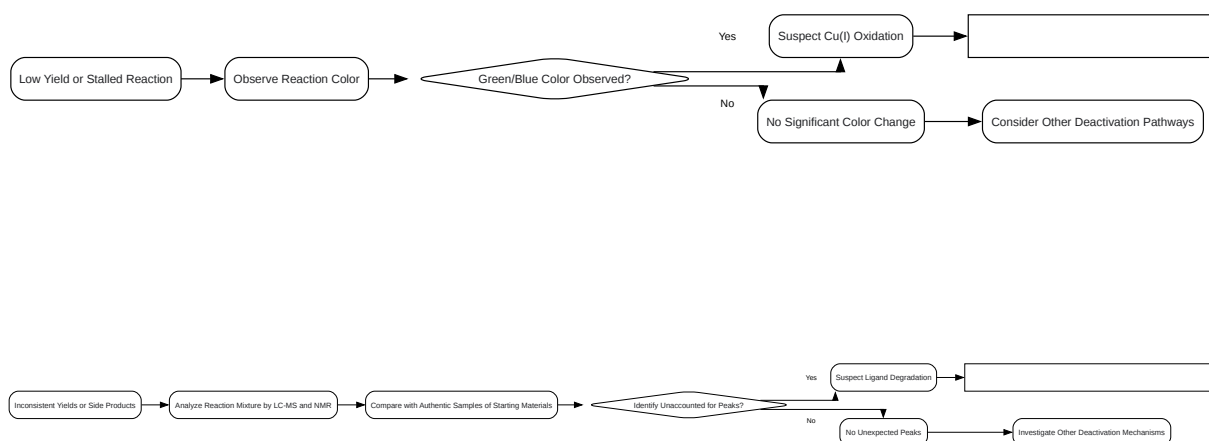 Yes
Suspect Cu(I) Oxidation
Low Yield or Stalled Reaction
Observe Reaction Color
Green/Blue Color Observed?
No
No Significant Color Change
Consider Other Deactivation Pathways
Yes
Suspect Ligand Degradation
Inconsistent Yields or Side Products
Analyze Reaction Mixture by LC-MS and NMR
Compare with Authentic Samples of Starting Materials
Identify Unaccounted for Peaks?
No
No Unexpected Peaks
Investigate Other Deactivation Mechanisms